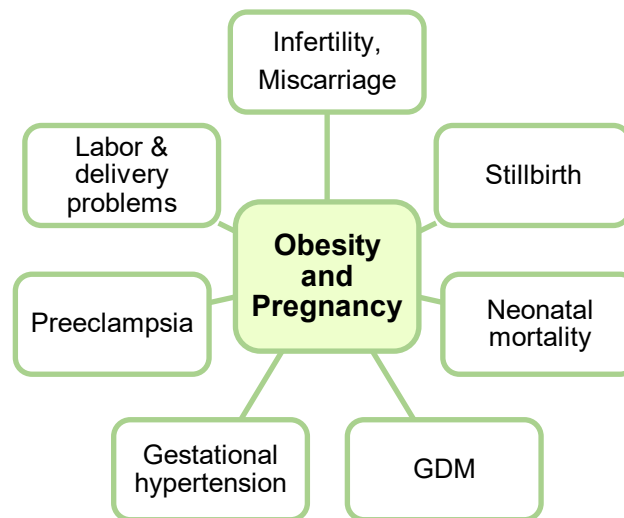 Infertility,
Miscarriage
Labor &
delivery
problems
Stillbirth
Obesity
and
Pregnancy
Preeclampsia
Neonatal
mortality
Gestational
hypertension
GDM